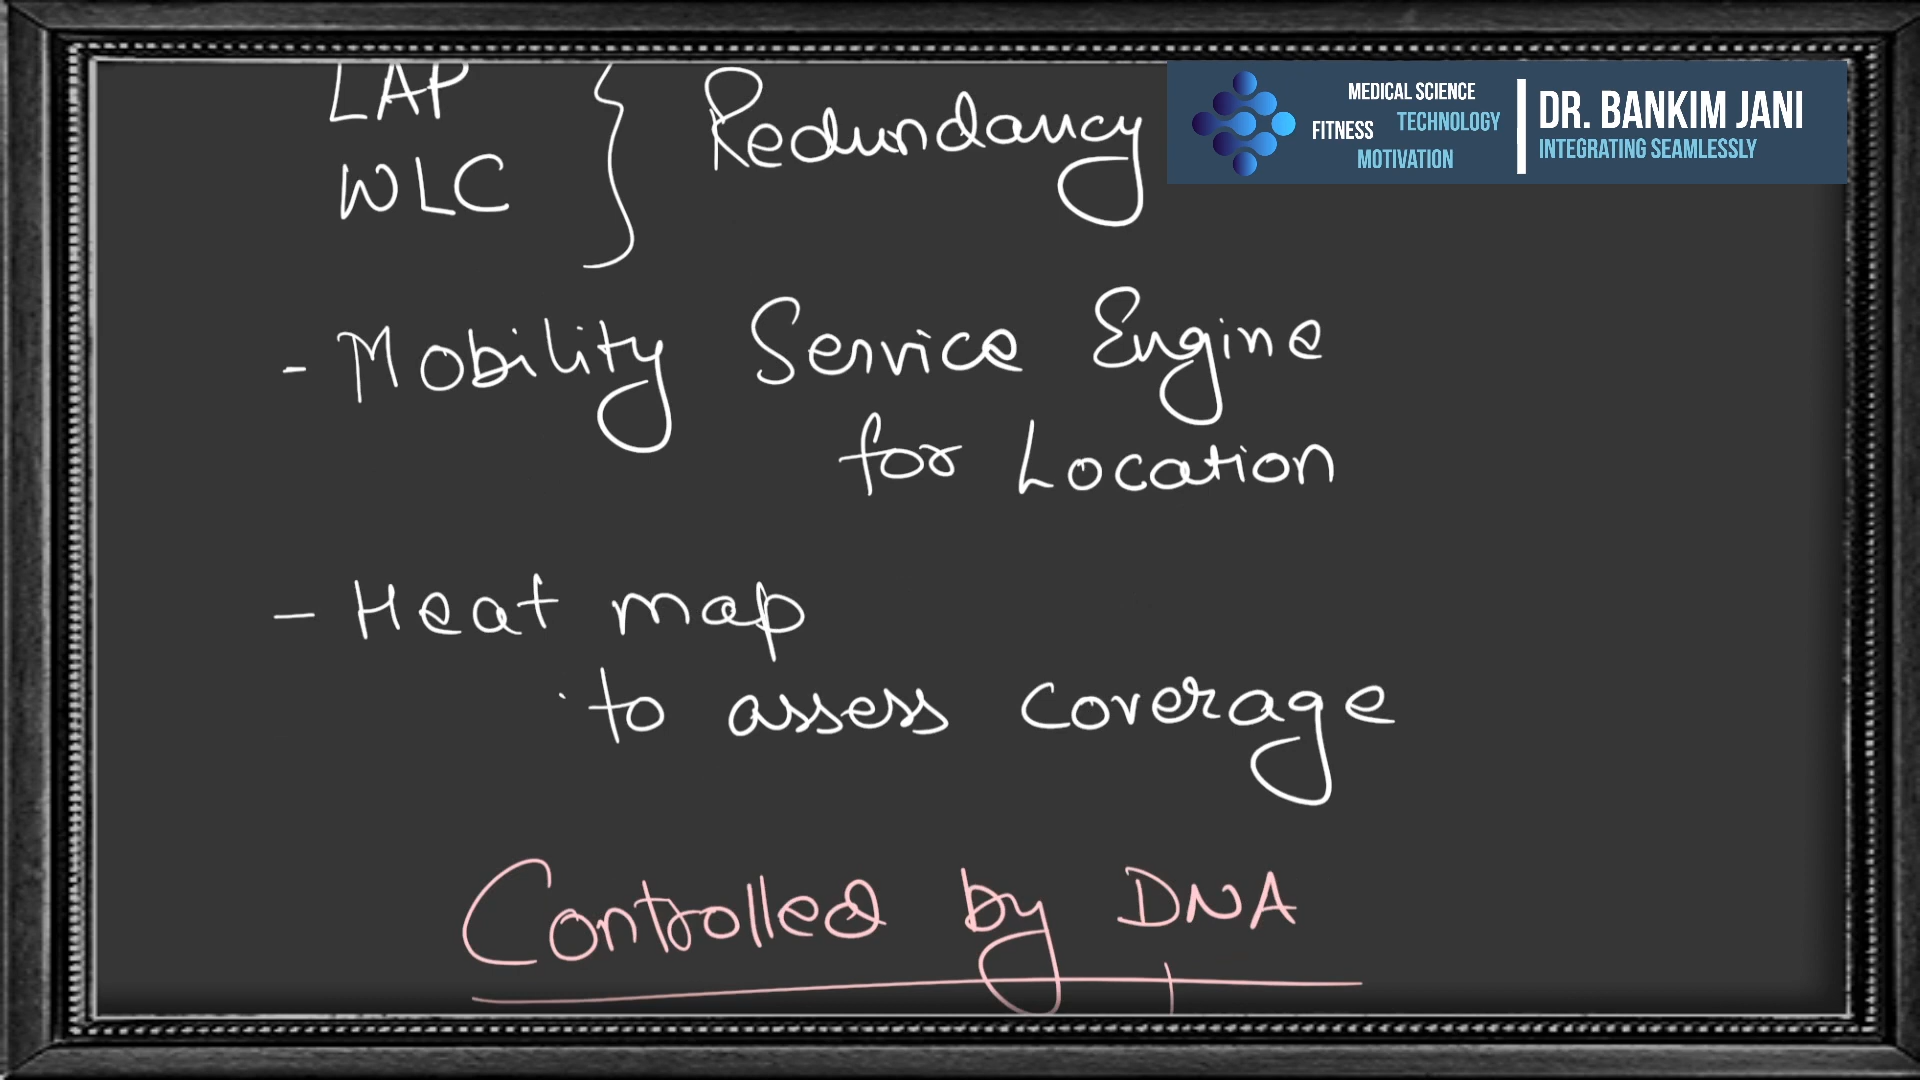 LAP
WLC
Redundancy
- Mobility Service Engine
for Location
- Heat map
to assess coverage
Controlled by DNA
MEDICAL SCIENCE
FITNESS TECHNOLOGY
MOTIVATION
DR. BANKIM JANI
INTEGRATING SEAMLESSLY